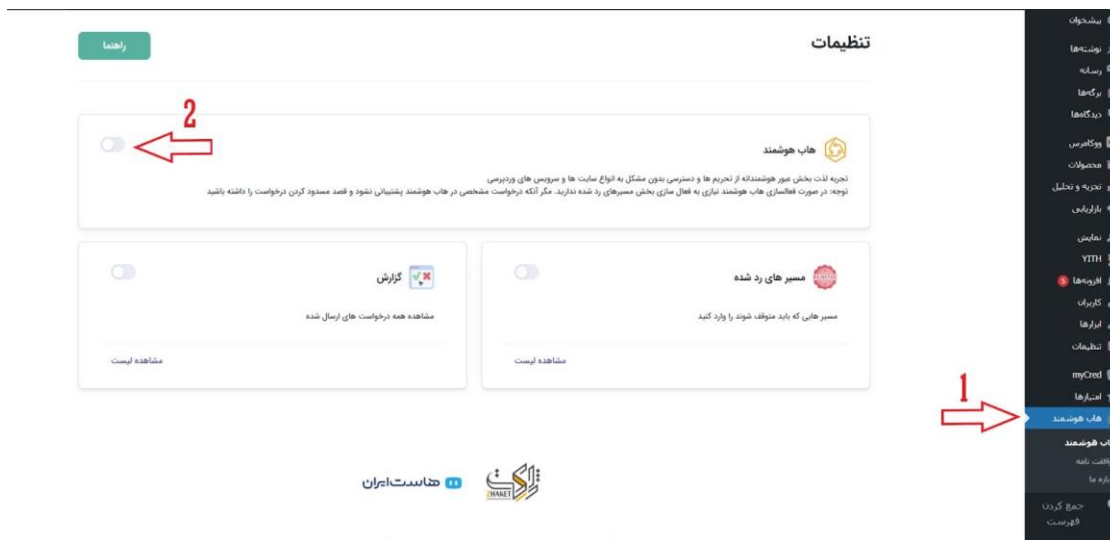 تنظیمات
راهنما
2
هاب هوشمند
تجربه لذت بخش عبور هوشمندانه از تحریم ها و دسترسی بدون مشکل به انواع سایت ها و سرویس های وردپرسی
توجه: در صورت فعالسازی هاب هوشمند نیازی به فعال سازی بخش مسیرهای رد شده ندارید، مگر آنکه درخواست مشخصی در هاب هوشمند پشتیبانی نشود و قصد مسدود کردن درخواست را داشته باشید
مسیر های رد شده
مسیر هایی که باید متوقف شوند را وارد کنید
مشاهده لیست
گزارش
مشاهده همه درخواست های ارسال شده
مشاهده لیست
ژاکت
ZHAKET
هاست‌ایران
پیشخوان
نوشته‌ها
رسانه
برگه‌ها
دیدگاه‌ها
ووکامرس
محصولات
تجزیه و تحلیل
بازاریابی
نمایش
YITH
افزونه‌ها 5
کاربران
ابزارها
تنظیمات
myCred
امتیازها
1
هاب هوشمند
هوشمند
نامه
ما
جمع کردن
فهرست